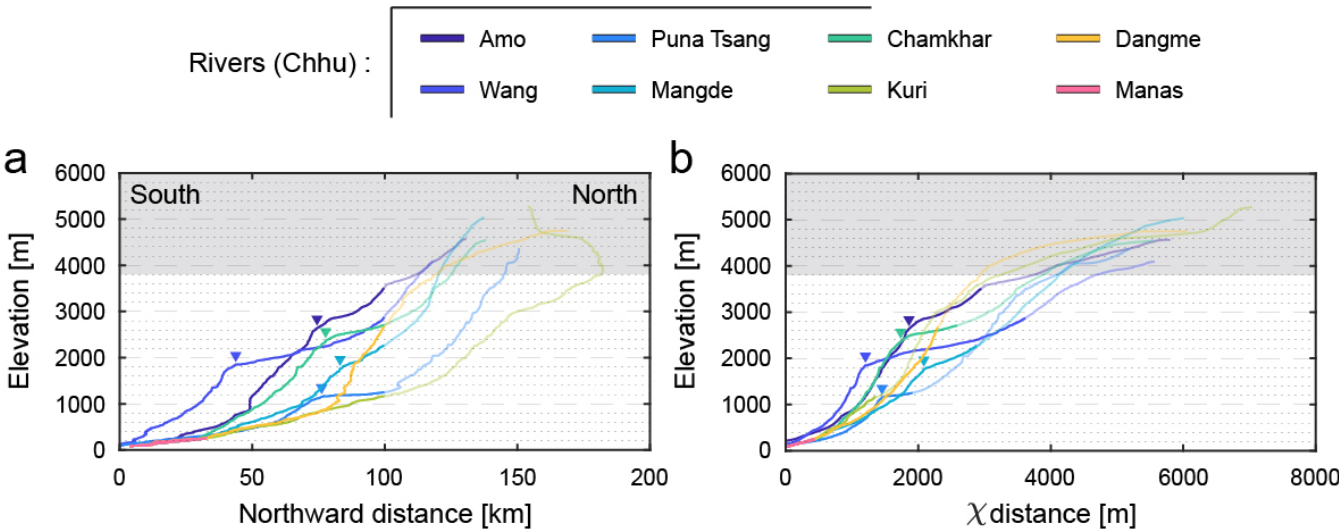 Rivers (Chhu) :
Amo Puna Tsang Chamkhar Dangme
Wang Mangde Kuri Manas
a
b
6000
5000
4000
3000
2000
1000
0
Elevation [m]
South North
0 50 100 150 200
Northward distance [km]
6000
5000
4000
3000
2000
1000
0
Elevation [m]
0 2000 4000 6000 8000
χ distance [m]